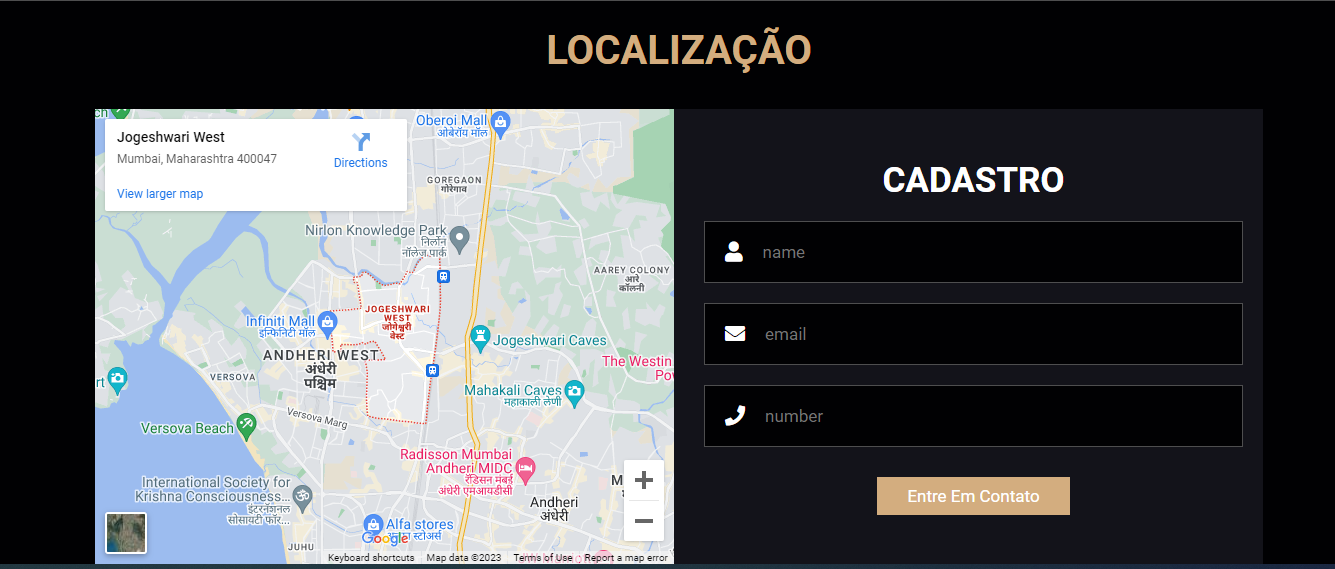 LOCALIZAÇÃO
Jogeshwari West
Mumbai, Maharashtra 400047
Directions
View larger map
Oberoi Mall
ओबेरॉय मॉल
GOREGAON
गोरेगाव
Nirlon Knowledge Park
निर्लोन
नॉलेज पार्क
AAREY COLONY
आरे
कॉलनी
JOGESHWARI
WEST
जोगेश्वरी
वेस्ट
Infiniti Mall
इन्फिनिटी मॉल
Jogeshwari Caves
ANDHERI WEST
अंधेरी
पश्चिम
The Westin
VERSOVA
Mahakali Caves
महाकाली लेणी
Versova Marg
Versova Beach
Radisson Mumbai
Andheri MIDC
रॅडिसन मुंबई
अंधेरी एमआयडीसी
International Society for
Krishna Consciousness...
इंटरनॅशनल
सोसायटी फॉर...
Andheri
अंधेरी
Alfa stores
Google
JUHU
Keyboard shortcuts
Map data ©2023
Terms of Use
Report a map error
CADASTRO
name
email
number
Entre Em Contato